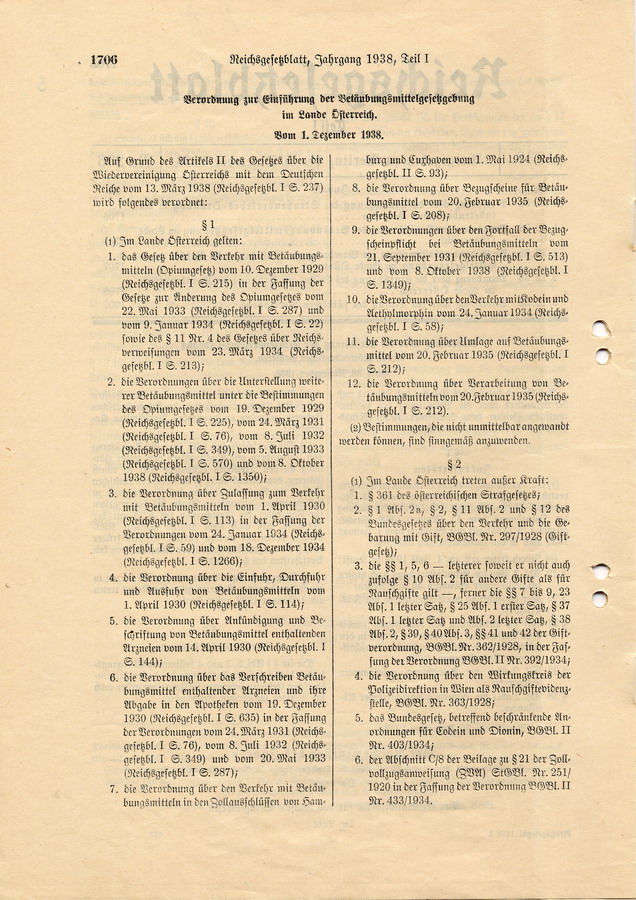 1706
Reichsgesetzblatt, Jahrgang 1938, Teil I
Verordnung zur Einführung der Betäubungsmittelgesetzgebung
im Lande Österreich.
Vom 1. Dezember 1938.
Auf Grund des Artikels II des Gesetzes über die
Wiedervereinigung Österreichs mit dem Deutschen
Reiche vom 13. März 1938 (Reichsgesetzbl. I S. 237)
wird folgendes verordnet:
§ 1
(1) Im Lande Österreich gelten:
1. das Gesetz über den Verkehr mit Betäubungs-
mitteln (Opiumgesetz) vom 10. Dezember 1929
(Reichsgesetzbl. I S. 215) in der Fassung der
Gesetze zur Änderung des Opiumgesetzes vom
22. Mai 1933 (Reichsgesetzbl. I S. 287) und
vom 9. Januar 1934 (Reichsgesetzbl. I S. 22)
sowie des § 11 Nr. 4 des Gesetzes über Reichs-
verweisungen vom 23. März 1934 (Reichs-
gesetzbl. I S. 213);
2. die Verordnungen über die Unterstellung weite-
rer Betäubungsmittel unter die Bestimmungen
des Opiumgesetzes vom 19. Dezember 1929
(Reichsgesetzbl. I S. 225), vom 24. März 1931
(Reichsgesetzbl. I S. 76), vom 8. Juli 1932
(Reichsgesetzbl. I S. 349), vom 5. August 1933
(Reichsgesetzbl. I S. 570) und vom 8. Oktober
1938 (Reichsgesetzbl. I S. 1350);
3. die Verordnung über Zulassung zum Verkehr
mit Betäubungsmitteln vom 1. April 1930
(Reichsgesetzbl. I S. 113) in der Fassung der
Verordnungen vom 24. Januar 1934 (Reichs-
gesetzbl. I S. 59) und vom 18. Dezember 1934
(Reichsgesetzbl. I S. 1266);
4. die Verordnung über die Einfuhr, Durchfuhr
und Ausfuhr von Betäubungsmitteln vom
1. April 1930 (Reichsgesetzbl. I S. 114);
5. die Verordnung über Ankündigung und Be-
schriftung von Betäubungsmittel enthaltenden
Arzneien vom 14. April 1930 (Reichsgesetzbl. I
S. 144);
6. die Verordnung über das Verschreiben Betäu-
bungsmittel enthaltender Arzneien und ihre
Abgabe in den Apotheken vom 19. Dezember
1930 (Reichsgesetzbl. I S. 635) in der Fassung
der Verordnungen vom 24. März 1931 (Reichs-
gesetzbl. I S. 76), vom 8. Juli 1932 (Reichs-
gesetzbl. I S. 349) und vom 20. Mai 1933
(Reichsgesetzbl. I S. 287);
7. die Verordnung über den Verkehr mit Betäu-
bungsmitteln in den Zollausschlüssen von Ham-
burg und Cuxhaven vom 1. Mai 1924 (Reichs-
gesetzbl. II S. 93);
8. die Verordnung über Bezugscheine für Betäu-
bungsmittel vom 20. Februar 1935 (Reichs-
gesetzbl. I S. 208);
9. die Verordnungen über den Fortfall der Bezug-
scheinpflicht bei Betäubungsmitteln vom
21. September 1931 (Reichsgesetzbl. I S. 513)
und vom 8. Oktober 1938 (Reichsgesetzbl. I
S. 1349);
10. die Verordnung über den Verkehr mit Kodein und
Aethylmorphin vom 24. Januar 1934 (Reichs-
gesetzbl. I S. 58);
11. die Verordnung über Umlage auf Betäubungs-
mittel vom 20. Februar 1935 (Reichsgesetzbl. I
S. 212);
12. die Verordnung über Verarbeitung von Be-
täubungsmitteln vom 20. Februar 1935 (Reichs-
gesetzbl. I S. 212).
(2) Bestimmungen, die nicht unmittelbar angewandt
werden können, sind sinngemäß anzuwenden.
§ 2
(1) Im Lande Österreich treten außer Kraft:
1. § 361 des österreichischen Strafgesetzes;
2. § 1 Abs. 2a, § 2, § 11 Abs. 2 und § 12 des
Bundesgesetzes über den Verkehr und die Ge-
barung mit Gift, BGBl. Nr. 297/1928 (Gift-
gesetz);
3. die §§ 1, 5, 6 — letzterer soweit er nicht auch
zufolge § 10 Abs. 2 für andere Gifte als für
Rauschgifte gilt —, ferner die §§ 7 bis 9, 23
Abs. 1 letzter Satz, § 25 Abs. 1 erster Satz, § 37
Abs. 1 letzter Satz und Abs. 2 letzter Satz, § 38
Abs. 2, § 39, § 40 Abs. 3, §§ 41 und 42 der Gift-
verordnung, BGBl. Nr. 362/1928, in der Fas-
sung der Verordnung BGBl. II Nr. 392/1934;
4. die Verordnung über den Wirkungskreis der
Polizeidirektion in Wien als Rauschgiftevidenz-
stelle, BGBl. Nr. 363/1928;
5. das Bundesgesetz, betreffend beschränkende An-
ordnungen für Codein und Dionin, BGBl. II
Nr. 403/1934;
6. der Abschnitt C/8 der Beilage zu § 21 der Zoll-
vollzugsanweisung (ZVA) StGBl. Nr. 251/
1920 in der Fassung der Verordnung BGBl. II
Nr. 433/1934.